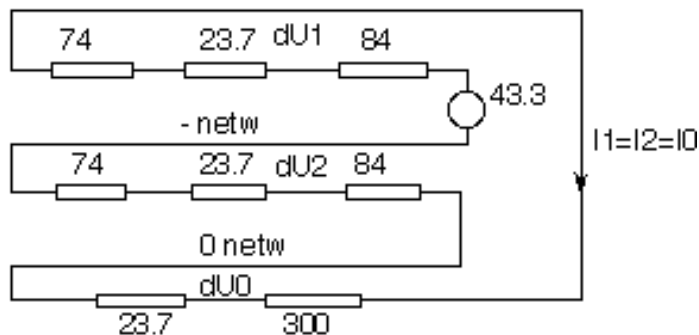 74 23.7 dU1 84
43.3
- netw
I1=I2=I0
74 23.7 dU2 84
0 netw
dU0
23.7 300